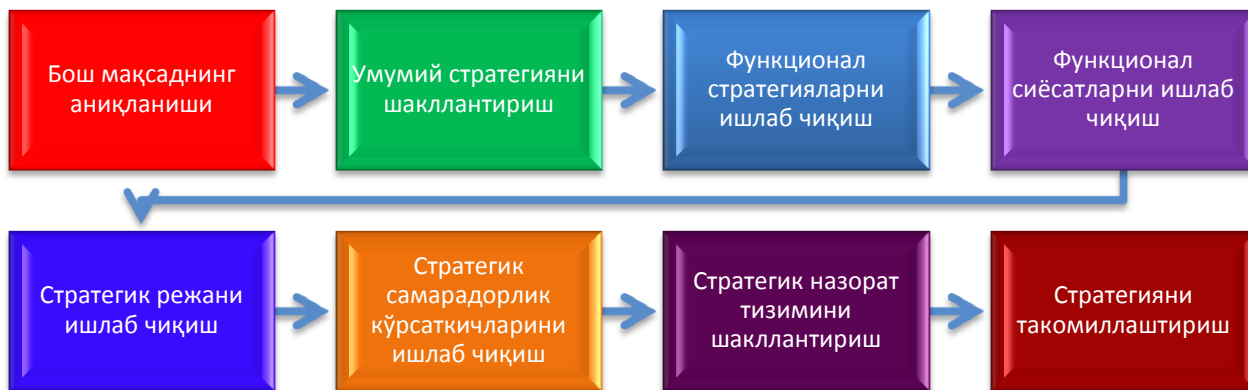 Бош мақсаднинг
аниқланиши
Умумий стратегияни
шакллантириш
Функционал
стратегияларни
ишлаб чиқиш
Функционал
сиёсатларни ишлаб
чиқиш
Стратегик режани
ишлаб чиқиш
Стратегик
самарадорлик
кўрсаткичларини
ишлаб чиқиш
Стратегик назорат
тизимини
шакллантириш
Стратегияни
такомиллаштириш